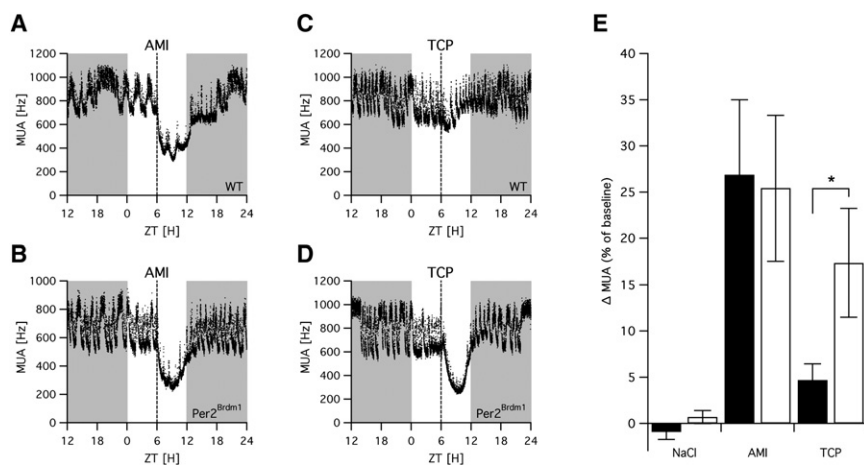 A
AMI
1200
1000
800
600
400
200
0
MUA [Hz]
WT
12 18 0 6 12 18 24
ZT [H]
C
TCP
1200
1000
800
600
400
200
0
MUA [Hz]
WT
12 18 0 6 12 18 24
ZT [H]
B
AMI
1000
800
600
400
200
0
MUA [Hz]
Per2Brdm1
12 18 0 6 12 18 24
ZT [H]
D
TCP
1200
1000
800
600
400
200
0
MUA [Hz]
Per2Brdm1
12 18 0 6 12 18 24
ZT [H]
E
40
35
30
25
20
15
10
5
0
Δ MUA (% of baseline)
*
NaCl AMI TCP